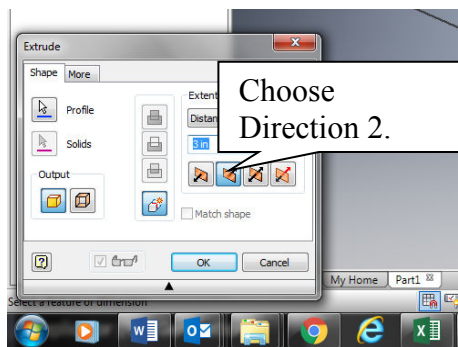 Extrude
Shape More
Profile
Solids
Output
Extent
Distan
3 in
Match shape
OK
Cancel
Choose
Direction 2.
My Home
Part1
Select a feature or dimension